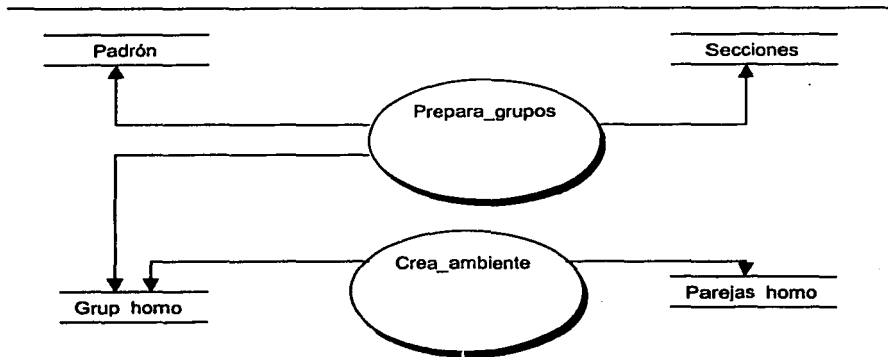 Padrón
Secciones
Prepara_grupos
Crea_ambiente
Grup homo
Parejas homo